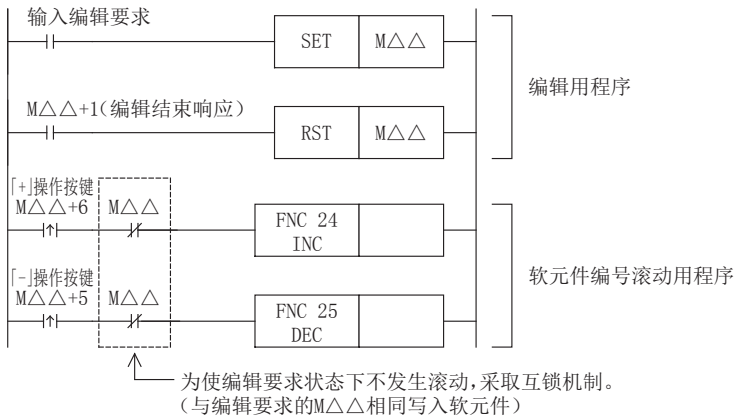 输入编辑要求
SET M△△
编辑用程序
M△△+1(编辑结束响应)
RST M△△
「+」操作按键
M△△+6 M△△
FNC 24
INC
软元件编号滚动用程序
「-」操作按键
M△△+5 M△△
FNC 25
DEC
为使编辑要求状态下不发生滚动,采取互锁机制。
(与编辑要求的M△△相同写入软元件)